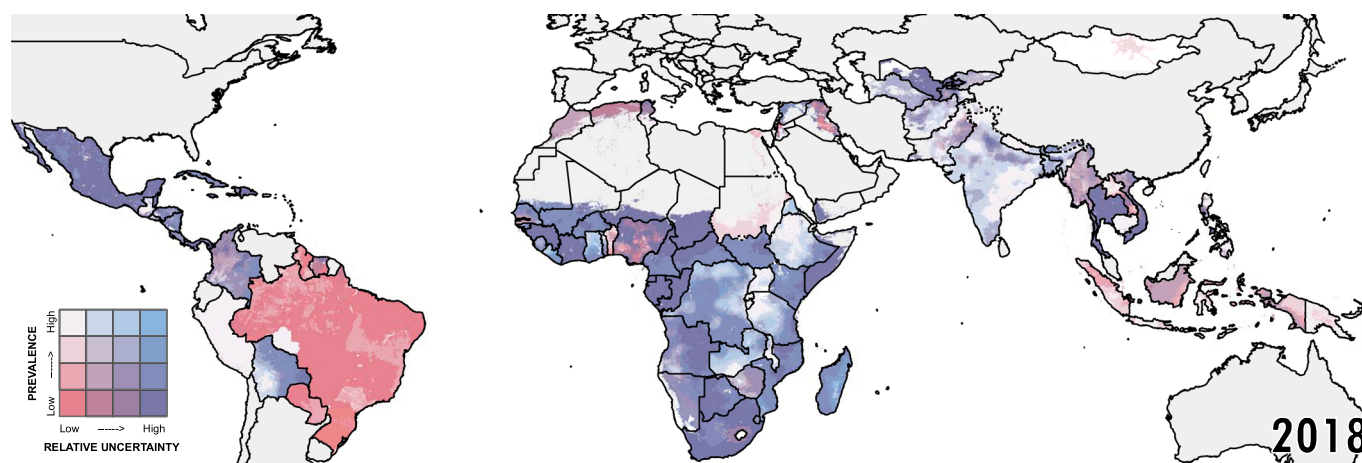 High
------>
Low
PREVALENCE
Low ------> High
RELATIVE UNCERTAINTY
2018